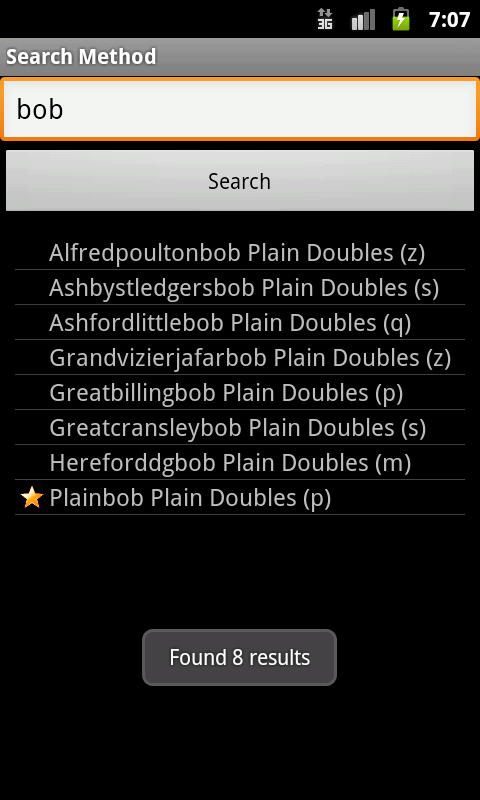 3G 7:07
Search Method
bob
Search
Alfredpoultonbob Plain Doubles (z)
Ashbystledgersbob Plain Doubles (s)
Ashfordlittlebob Plain Doubles (q)
Grandvizierjafarbob Plain Doubles (z)
Greatbillingbob Plain Doubles (p)
Greatcransleybob Plain Doubles (s)
Hereforddgbob Plain Doubles (m)
Plainbob Plain Doubles (p)
Found 8 results